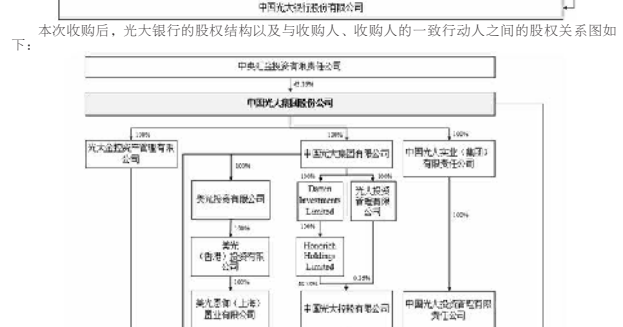 中国光大银行股份有限公司
本次收购后，光大银行的股权结构以及与收购人、收购人的一致行动人之间的股权关系图如
下：
中央汇金投资有限责任公司
中国光大集团股份公司
100%
100%
100%
光大金控资产管理有限
公司
中国光大集团有限公司
中国光大实业（集团）
有限责任公司
100%
100%
100%
美光投资有限公司
Datten
Investments
Limited
光大投资
管理有限
公司
100%
100%
100%
美光
（香港）投资有限
公司
Honorich
Holdings
Limited
100%
美光恩御（上海）
置业有限公司
中国光大控股有限公司
中国光大投资管理有限
责任公司